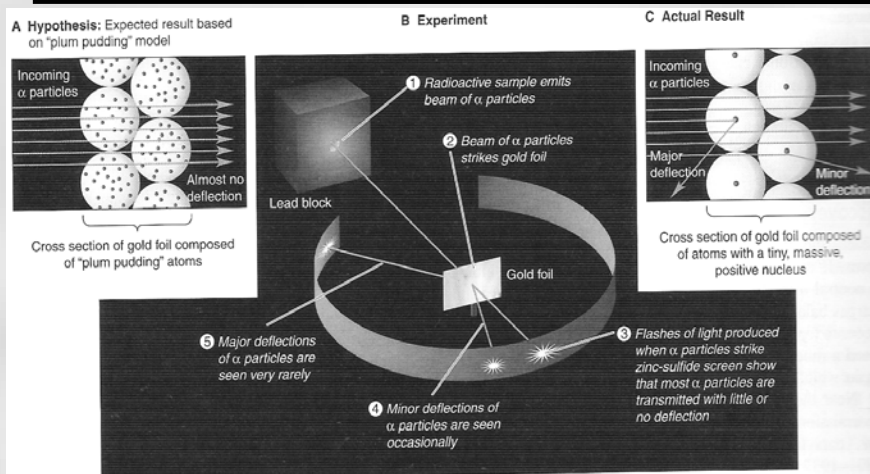 A Hypothesis: Expected result based
on "plum pudding" model
Incoming
α particles
Almost no
deflection
Cross section of gold foil composed
of "plum pudding" atoms
B Experiment
1 Radioactive sample emits
beam of α particles
2 Beam of α particles
strikes gold foil
Lead block
Gold foil
3 Flashes of light produced
when α particles strike
zinc-sulfide screen show
that most α particles are
transmitted with little or
no deflection
4 Minor deflections of
α particles are seen
occasionally
5 Major deflections
of α particles are
seen very rarely
C Actual Result
Incoming
α particles
Major
deflection
Minor
deflection
Cross section of gold foil composed
of atoms with a tiny, massive,
positive nucleus